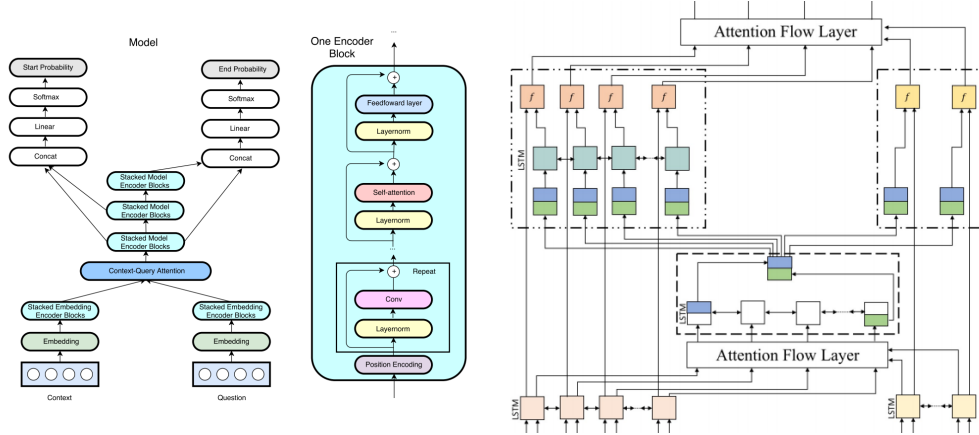 Model
Start Probability
End Probability
Softmax
Softmax
Linear
Linear
Concat
Concat
Stacked Model
Encoder Blocks
Stacked Model
Encoder Blocks
Stacked Model
Encoder Blocks
Context-Query Attention
Stacked Embedding
Encoder Blocks
Stacked Embedding
Encoder Blocks
Embedding
Embedding
Context
Question
One Encoder
Block
...
+
Feedfoward layer
Layernorm
+
Self-attention
Layernorm
...
+
Repeat
Conv
Layernorm
Position Encoding
Attention Flow Layer
f
f
f
f
f
f
LSTM
LSTM
Attention Flow Layer
LSTM